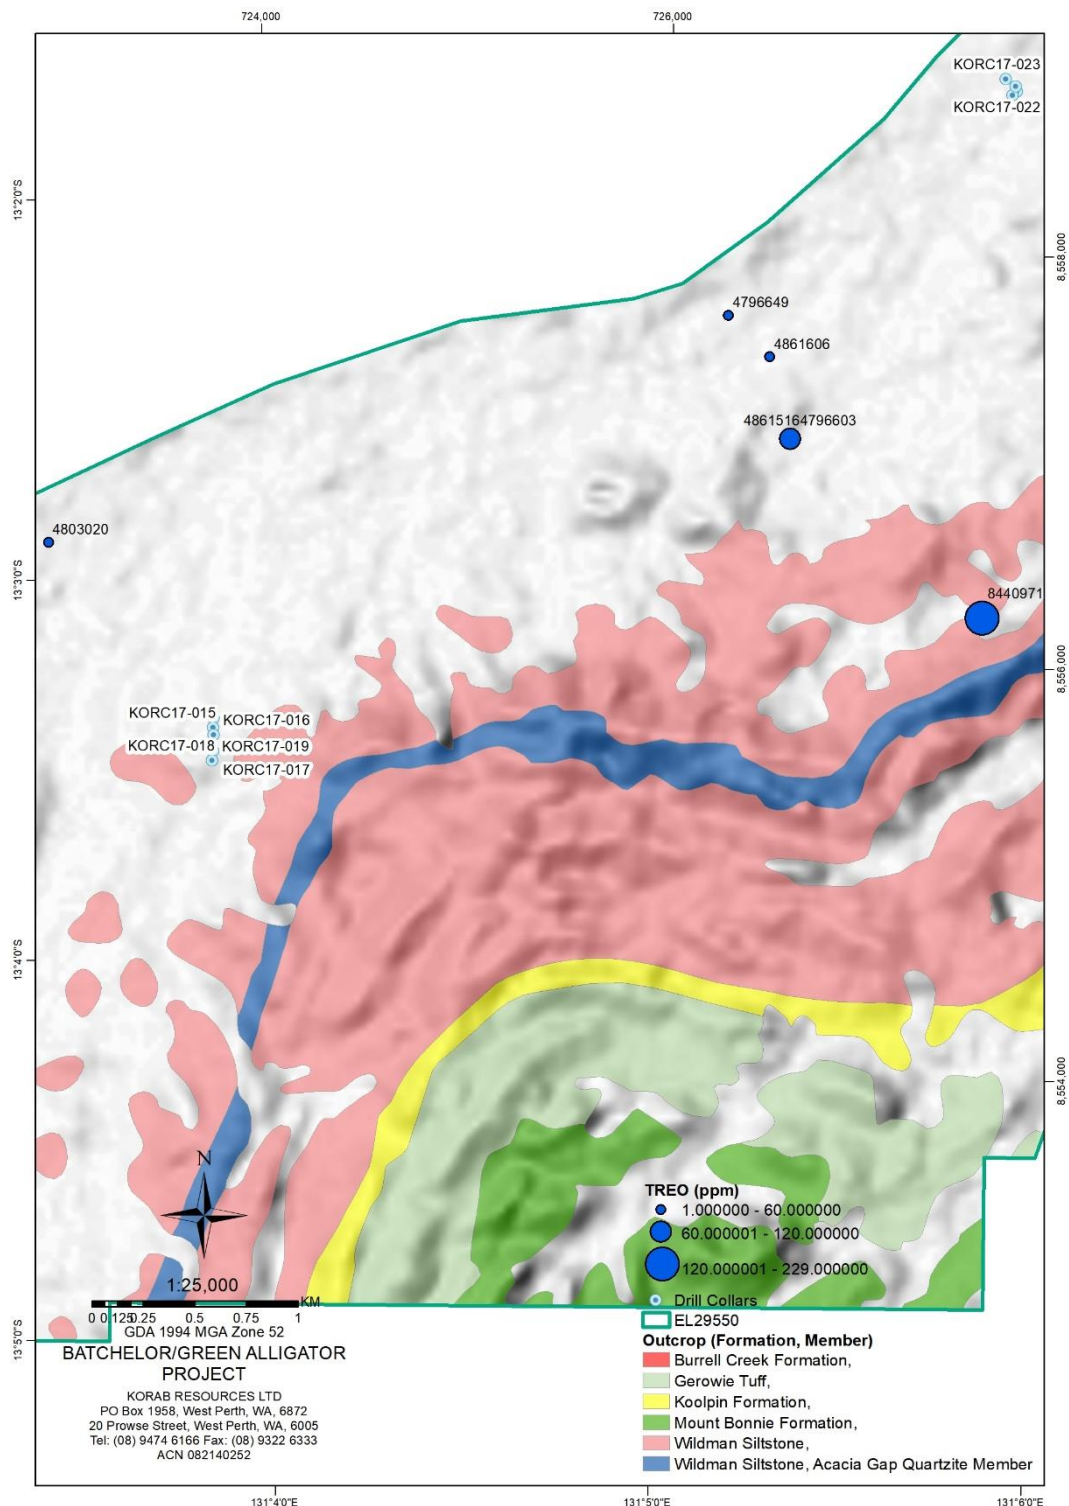 724,000
726,000
KORC17-023
KORC17-022
13°2'0"S
8,558,000
4796649
4861606
48615164796603
4803020
13°3'0"S
8440971
8,556,000
KORC17-015
KORC17-016
KORC17-018
KORC17-019
KORC17-017
13°4'0"S
8,554,000
N
TREO (ppm)
1.000000 - 60.000000
60.000001 - 120.000000
120.000001 - 229.000000
Drill Collars
EL29550
Outcrop (Formation, Member)
Burrell Creek Formation,
Gerowie Tuff,
Koolpin Formation,
Mount Bonnie Formation,
Wildman Siltstone,
Wildman Siltstone, Acacia Gap Quartzite Member
1:25,000
KM
0 0.125 0.25 0.5 0.75 1
GDA 1994 MGA Zone 52
13°5'0"S
BATCHELOR/GREEN ALLIGATOR
PROJECT
KORAB RESOURCES LTD
PO Box 1958, West Perth, WA, 6872
20 Prowse Street, West Perth, WA, 6005
Tel: (08) 9474 6166 Fax: (08) 9322 6333
ACN 082140252
131°4'0"E
131°5'0"E
131°6'0"E